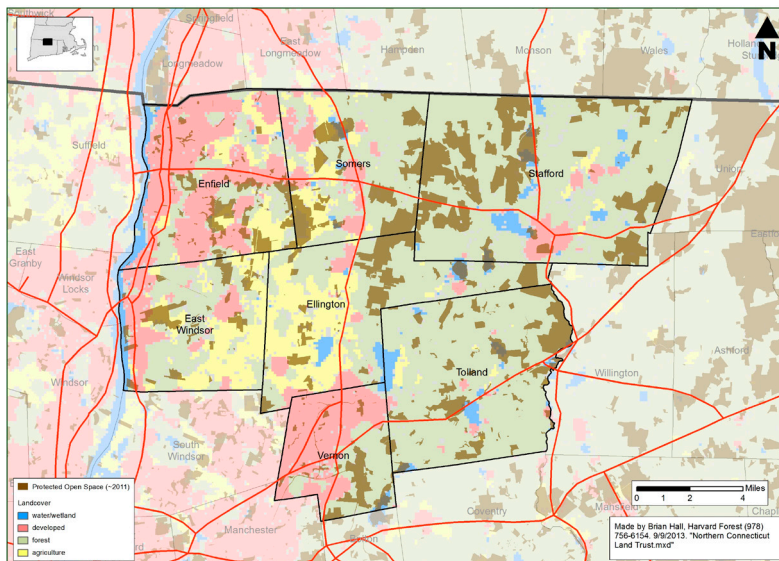 Southwick
Springfield
East
Longmeadow
Longmeadow
Hampden
Monson
Wales
N
Suffield
Enfield
Somers
Stafford
Union
East
Granby
Windsor
Locks
East
Windsor
Ellington
Tolland
Willington
Ashford
Windsor
South
Windsor
Vernon
Manchester
Bolton
Coventry
Mansfield
Protected Open Space (~2011)
Landcover
water/wetland
developed
forest
agriculture
Miles
0 1 2 4
Made by Brian Hall, Harvard Forest (978)
756-6154. 9/9/2013. "Northern Connecticut
Land Trust.mxd"